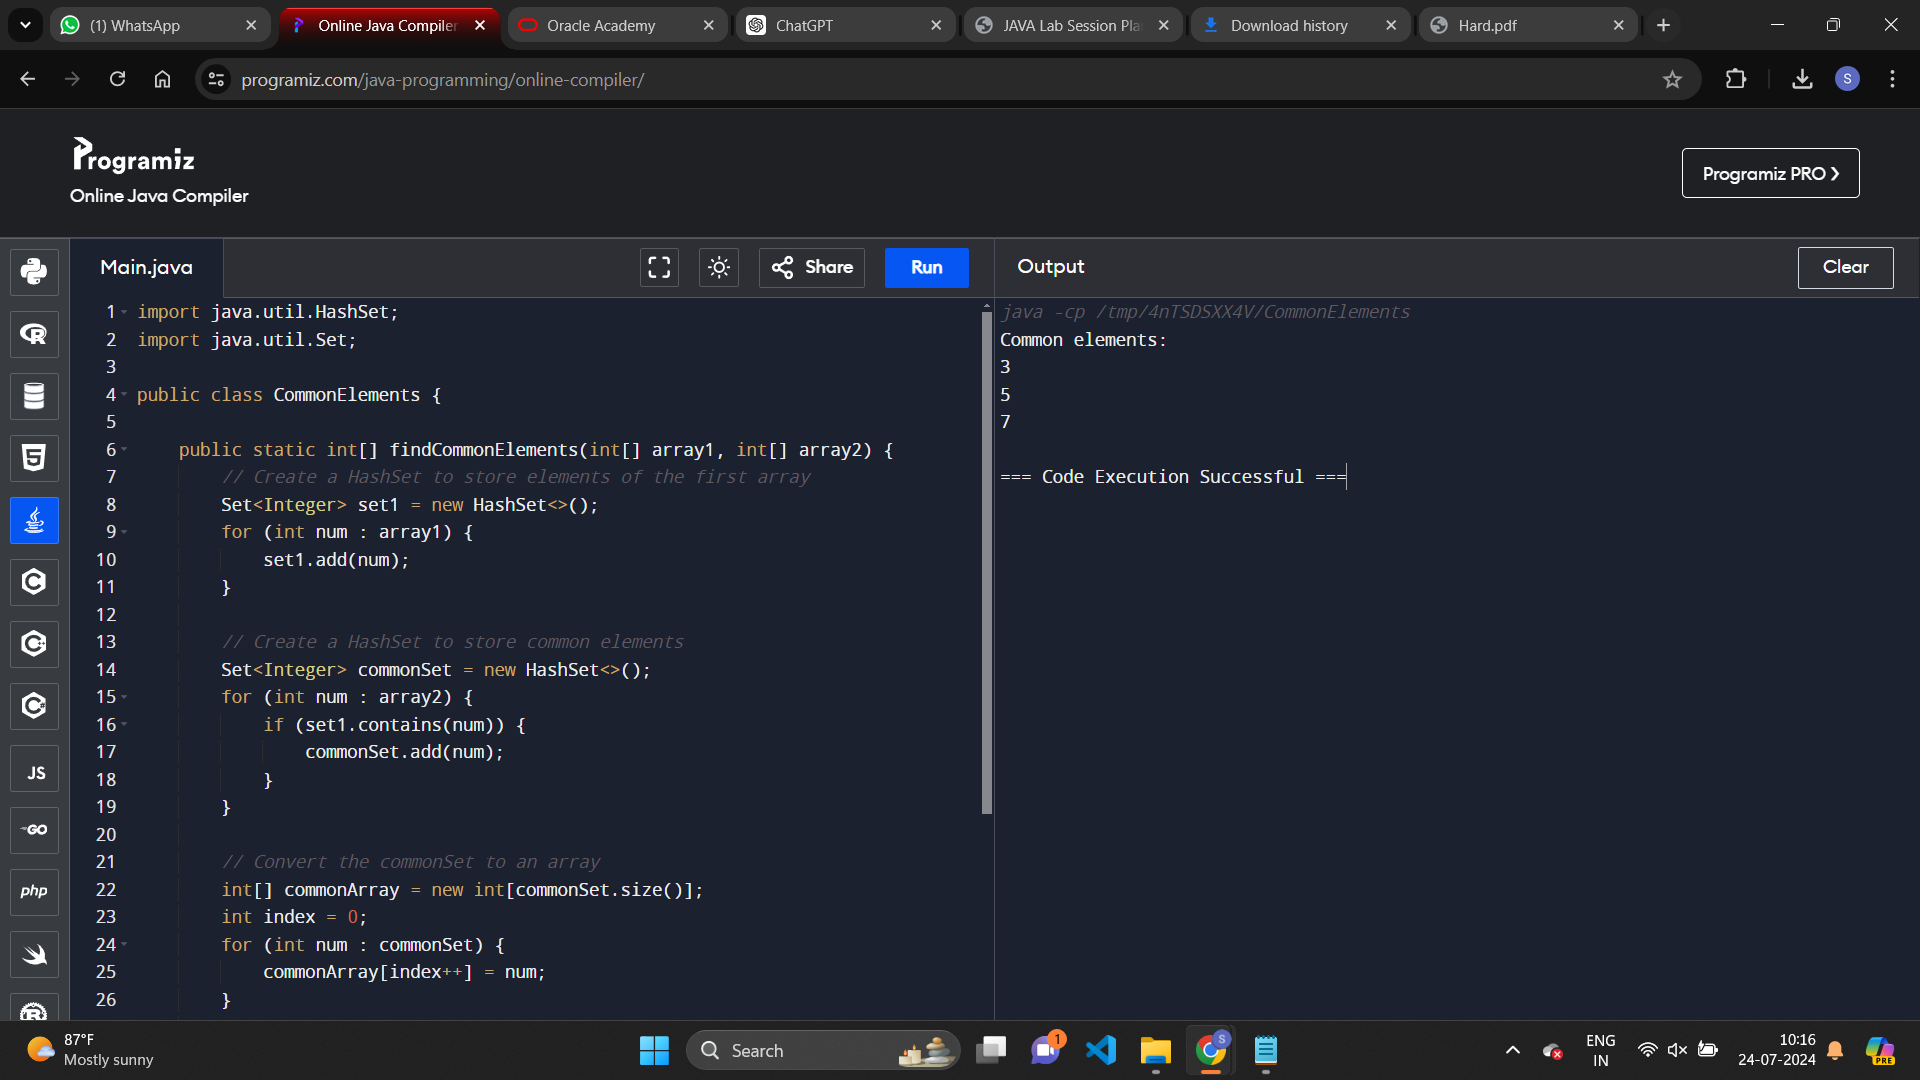 (1) WhatsApp
Online Java Compiler
Oracle Academy
ChatGPT
JAVA Lab Session Pla
Download history
Hard.pdf
programiz.com/java-programming/online-compiler/
S
Programiz
Online Java Compiler
Programiz PRO
Main.java
Share
Run
Output
Clear
1 import java.util.HashSet;
2 import java.util.Set;
3
4 public class CommonElements {
5
6 public static int[] findCommonElements(int[] array1, int[] array2) {
7 // Create a HashSet to store elements of the first array
8 Set<Integer> set1 = new HashSet<>();
9 for (int num : array1) {
10 set1.add(num);
11 }
12
13 // Create a HashSet to store common elements
14 Set<Integer> commonSet = new HashSet<>();
15 for (int num : array2) {
16 if (set1.contains(num)) {
17 commonSet.add(num);
18 }
19 }
20
21 // Convert the commonSet to an array
22 int[] commonArray = new int[commonSet.size()];
23 int index = 0;
24 for (int num : commonSet) {
25 commonArray[index++] = num;
26 }
java -cp /tmp/4nTSDSXX4V/CommonElements
Common elements:
3
5
7
=== Code Execution Successful ===
JS
GO
php
87°F
Mostly sunny
Search
1
S
ENG
IN
10:16
24-07-2024
PRE